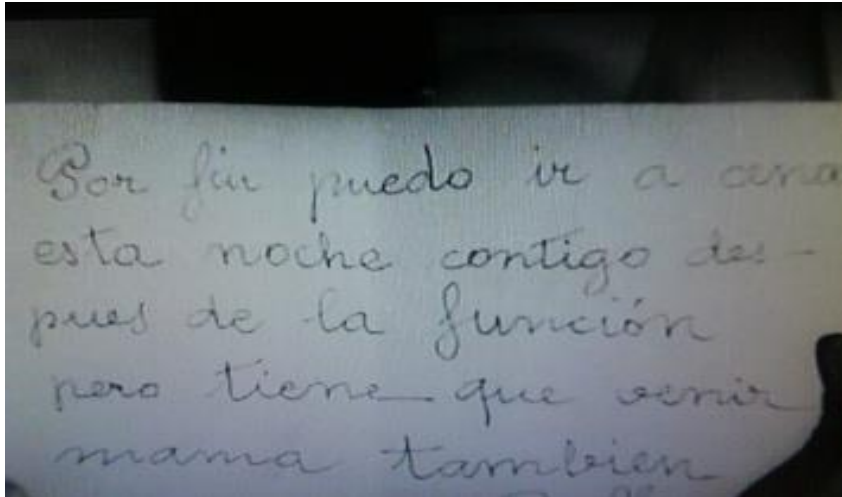 Por fin puedo ir a cena
esta noche contigo des-
pues de la función
pero tiene que venir
mama tambien